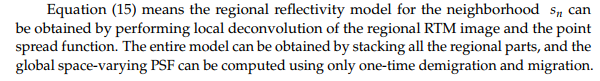 Equation (15) means the regional reflectivity model for the neighborhood sₙ can
be obtained by performing local deconvolution of the regional RTM image and the point
spread function. The entire model can be obtained by stacking all the regional parts, and the
global space-varying PSF can be computed using only one-time demigration and migration.